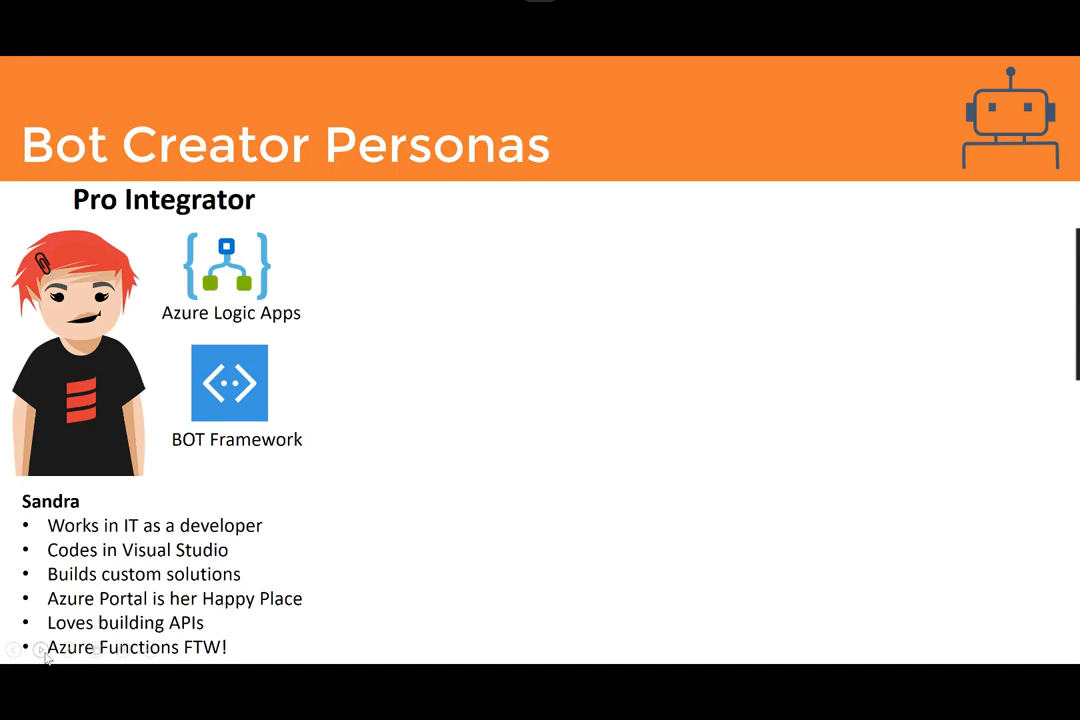 Bot Creator Personas
Pro Integrator
Azure Logic Apps
BOT Framework
Sandra
• Works in IT as a developer
• Codes in Visual Studio
• Builds custom solutions
• Azure Portal is her Happy Place
• Loves building APIs
• Azure Functions FTW!